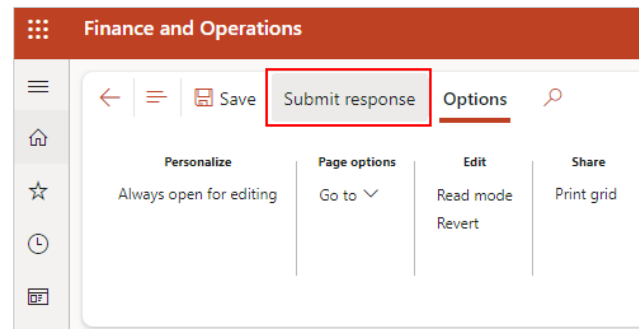 Finance and Operations
Save Submit response Options
Personalize Page options Edit Share
Always open for editing Go to Read mode Print grid
Revert